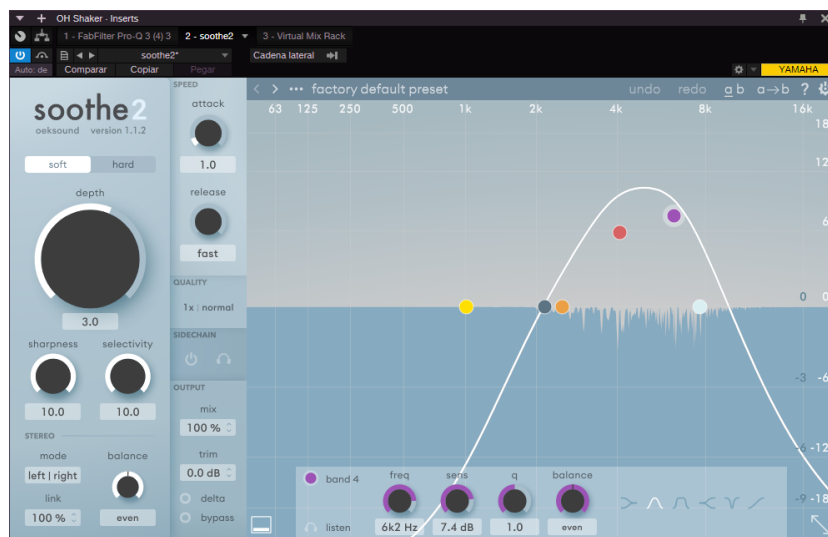 OH Shaker - Inserts
1 - FabFilter Pro-Q 3 (4) 3 2 - soothe2 3 - Virtual Mix Rack
soothe2* Cadena lateral
Auto: de Comparar Copiar Pegar YAMAHA
soothe2
oeksound version 1.1.2
soft hard
depth
3.0
sharpness selectivity
10.0 10.0
STEREO
mode balance
left | right
link
100 % even
SPEED
attack
1.0
release
fast
QUALITY
1x | normal
SIDECHAIN
OUTPUT
mix
100 %
trim
0.0 dB
delta
bypass
factory default preset undo redo a b a→b ?
63 125 250 500 1k 2k 4k 8k 16k
18
12
6
0 0
-3 -6
-6 -12
-9 -18
band 4 freq sens q balance
listen 6k2 Hz 7.4 dB 1.0 even